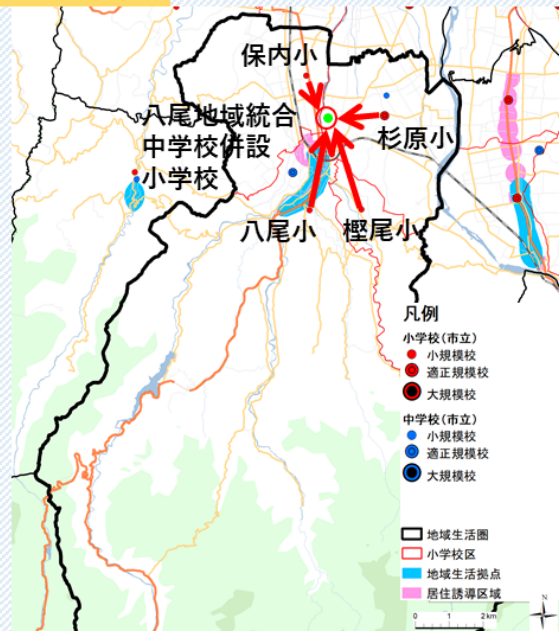 保内小
八尾地域統合
中学校併設
小学校
杉原小
八尾小
樫尾小
凡例
小学校(市立)
小規模校
適正規模校
大規模校
中学校(市立)
小規模校
適正規模校
大規模校
地域生活圏
小学校区
地域生活拠点
居住誘導区域
0 1 2km
N